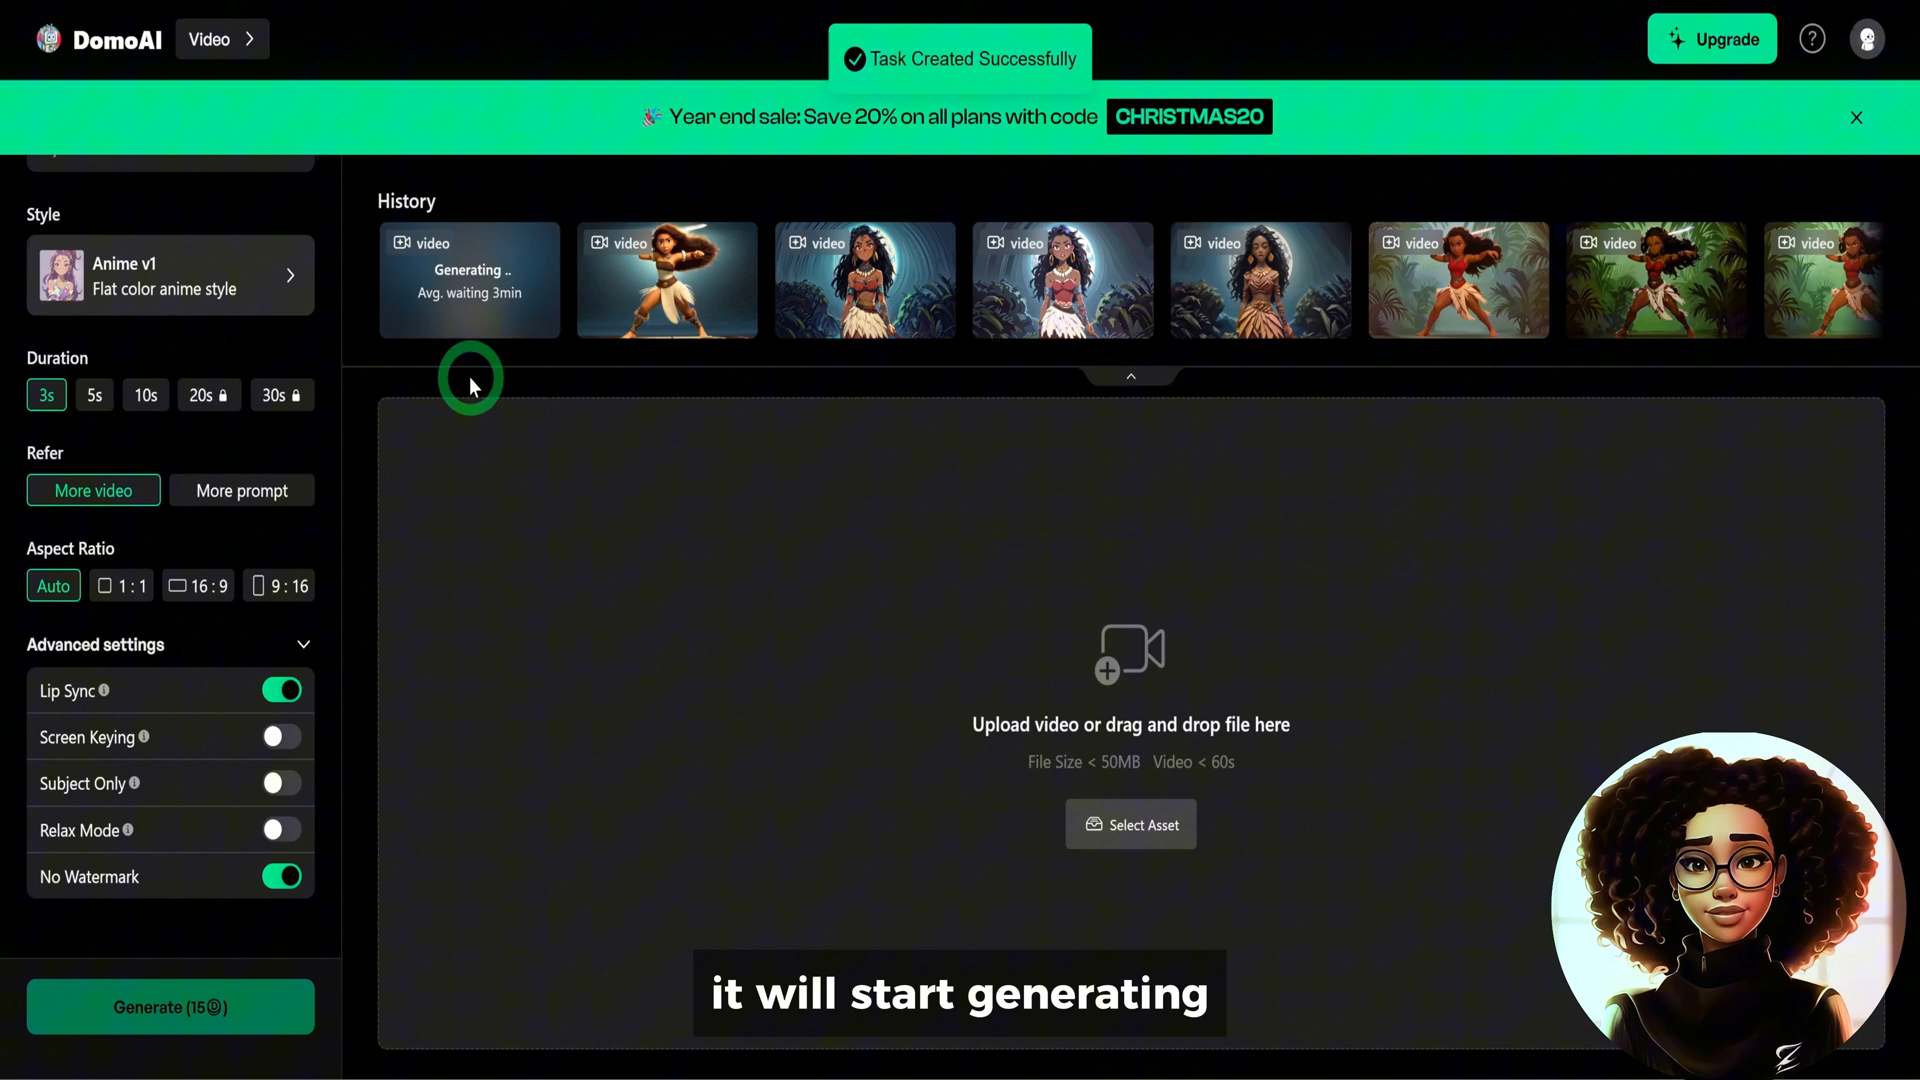 DomoAI
Video
Task Created Successfully
Upgrade
Year end sale: Save 20% on all plans with code CHRISTMAS20
History
Style
Anime v1
Flat color anime style
video
Generating ..
Avg. waiting 3min
video
video
video
video
video
video
video
Duration
3s 5s 10s 20s 30s
Refer
More video More prompt
Aspect Ratio
Auto 1 : 1 16 : 9 9 : 16
Advanced settings
Lip Sync
Screen Keying
Subject Only
Relax Mode
No Watermark
Generate (15)
Upload video or drag and drop file here
File Size < 50MB Video < 60s
Select Asset
it will start generating